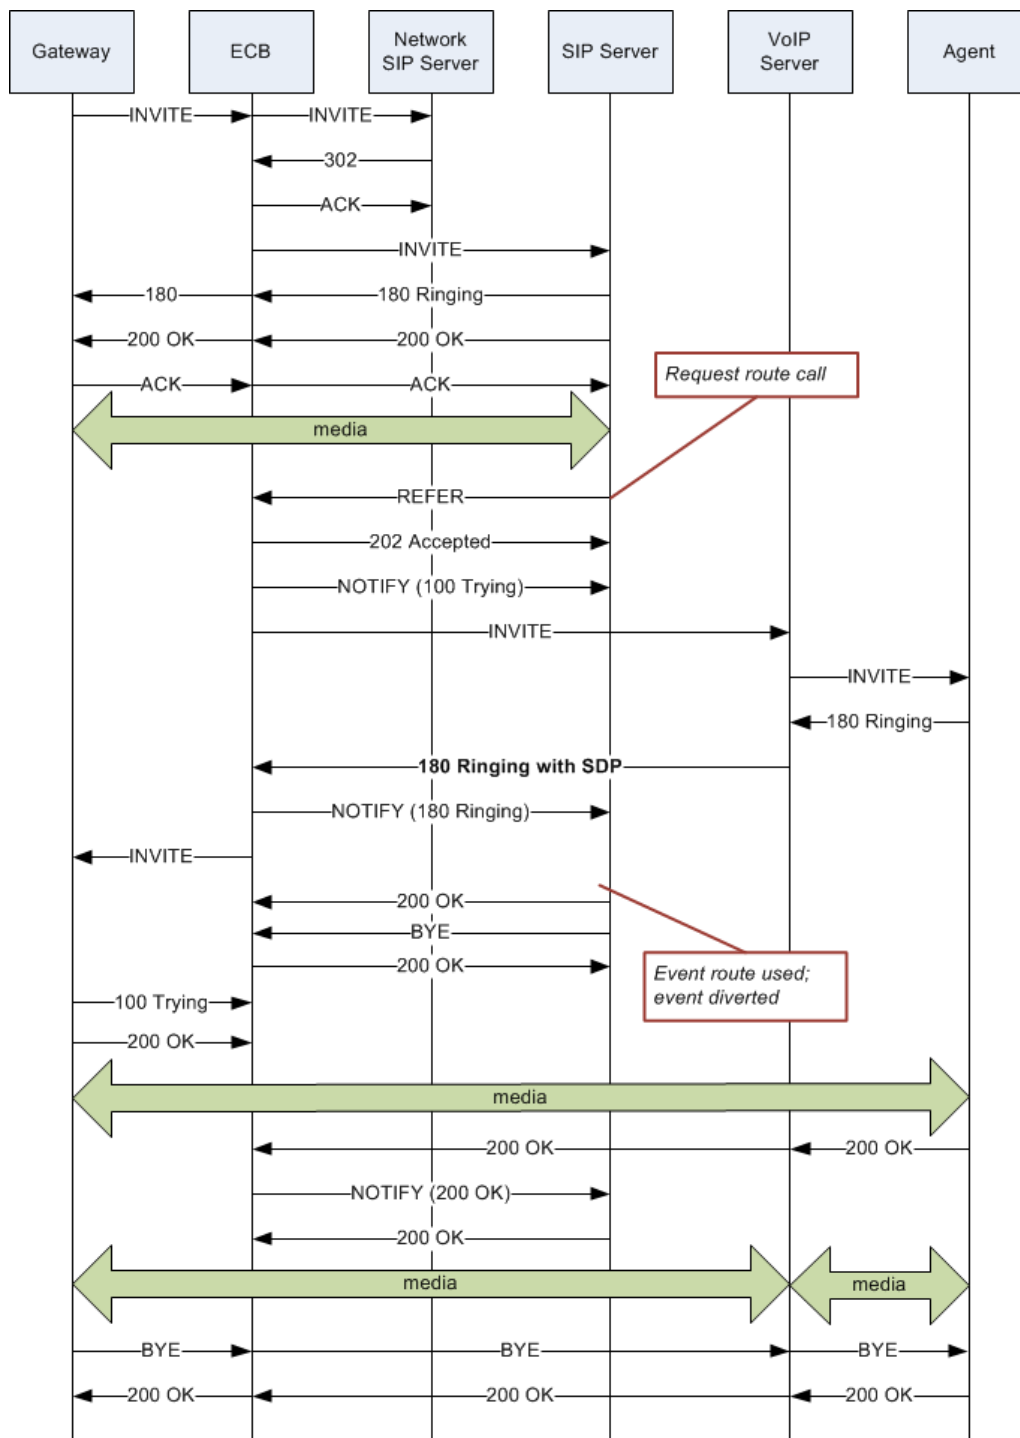 Gateway
ECB
Network
SIP Server
SIP Server
VoIP
Server
Agent
INVITE
INVITE
302
ACK
INVITE
180
180 Ringing
200 OK
200 OK
ACK
ACK
Request route call
media
REFER
202 Accepted
NOTIFY (100 Trying)
INVITE
INVITE
180 Ringing
180 Ringing with SDP
NOTIFY (180 Ringing)
INVITE
200 OK
BYE
200 OK
Event route used;
event diverted
100 Trying
200 OK
media
200 OK
200 OK
NOTIFY (200 OK)
200 OK
media
media
BYE
BYE
BYE
200 OK
200 OK
200 OK